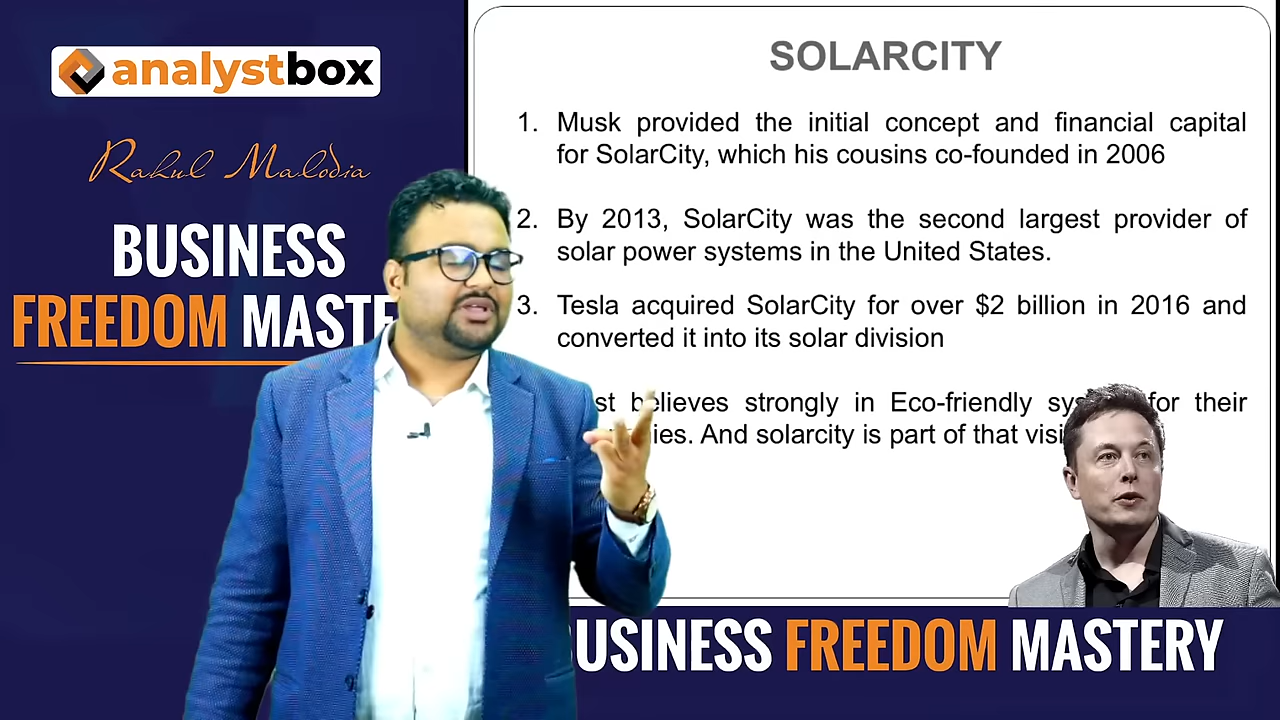 analystbox
Rahul Malodia
BUSINESS
FREEDOM
SOLARCITY
1. Musk provided the initial concept and financial capital
for SolarCity, which his cousins co-founded in 2006
2. By 2013, SolarCity was the second largest provider of
solar power systems in the United States.
3. Tesla acquired SolarCity for over $2 billion in 2016 and
converted it into its solar division
believes strongly in Eco-friendly for their
And solarcity is part of that
FREEDOM MASTERY